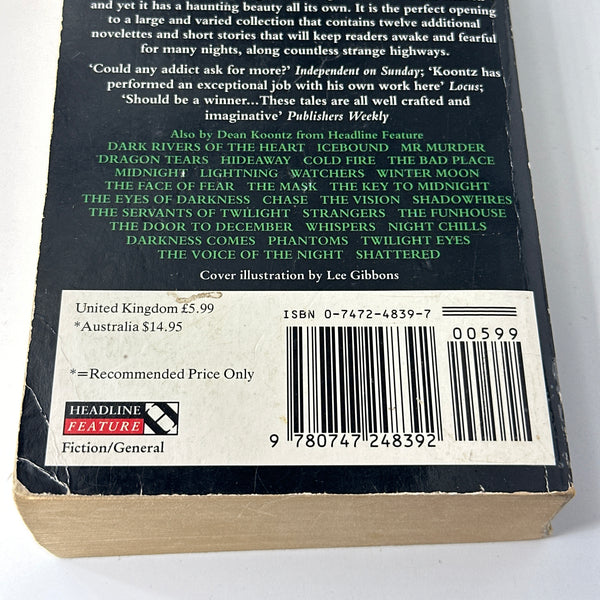 and yet it has a haunting beauty all its own. It is the perfect opening
to a large and varied collection that contains twelve additional
novelettes and short stories that will keep readers awake and fearful
for many nights, along countless strange highways.
'Could any addict ask for more?' Independent on Sunday; 'Koontz has
performed an exceptional job with his own work here' Locus;
'Should be a winner...These tales are all well crafted and
imaginative' Publishers Weekly
Also by Dean Koontz from Headline Feature
DARK RIVERS OF THE HEART ICEBOUND MR MURDER
DRAGON TEARS HIDEAWAY COLD FIRE THE BAD PLACE
MIDNIGHT LIGHTNING WATCHERS WINTER MOON
THE FACE OF FEAR THE MASK THE KEY TO MIDNIGHT
THE EYES OF DARKNESS CHASE THE VISION SHADOWFIRES
THE SERVANTS OF TWILIGHT STRANGERS THE FUNHOUSE
THE DOOR TO DECEMBER WHISPERS NIGHT CHILLS
DARKNESS COMES PHANTOMS TWILIGHT EYES
THE VOICE OF THE NIGHT SHATTERED
Cover illustration by Lee Gibbons
United Kingdom £5.99
*Australia $14.95
*=Recommended Price Only
HEADLINE
FEATURE
Fiction/General
ISBN 0-7472-4839-7
00599
9 780747 248392